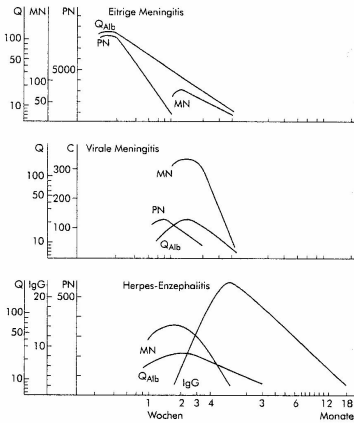 Q MN PN Eitrige Meningitis
QAlb
100
PN
5000
100
MN
50
10
Q C Virale Meningitis
MN
300
100
50
200
PN
100
10
QAlb
Q IgG PN Herpes-Enzephalitis
20 500
100
50
10
MN
QAlb
10
IgG
1 2 3 4 3 6 12 18
Wochen Monate